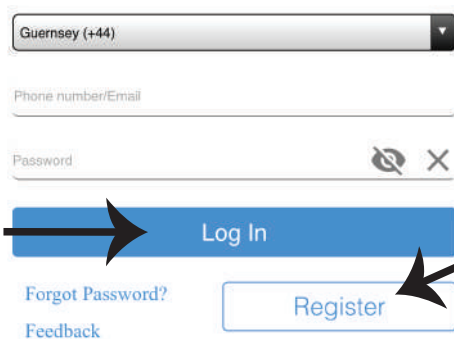 Guernsey (+44)
Phone number/Email
Password
Log In
Forgot Password?
Register
Feedback